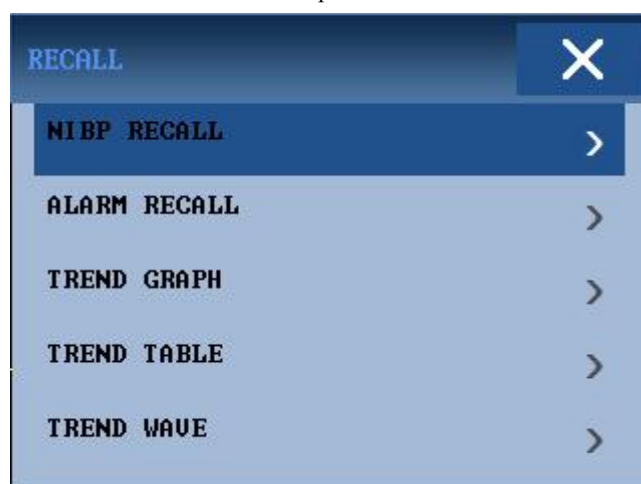 RECALL
NIBP RECALL
ALARM RECALL
TREND GRAPH
TREND TABLE
TREND WAVE